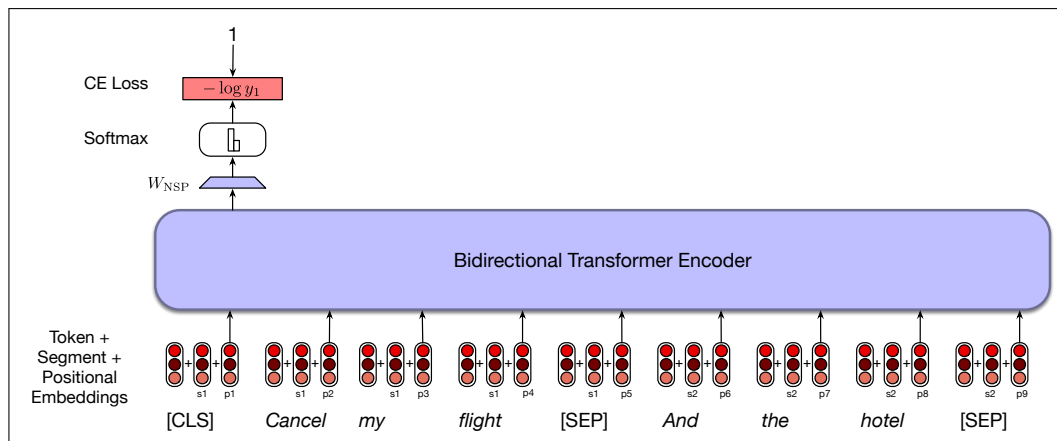 1
CE Loss
− log y₁
Softmax
W_NSP
Bidirectional Transformer Encoder
Token +
Segment +
Positional
Embeddings
+ + + + + + + + + + + + + + + + + +
s1 p1 s1 p2 s1 p3 s1 p4 s1 p5 s2 p6 s2 p7 s2 p8 s2 p9
[CLS] Cancel my flight [SEP] And the hotel [SEP]